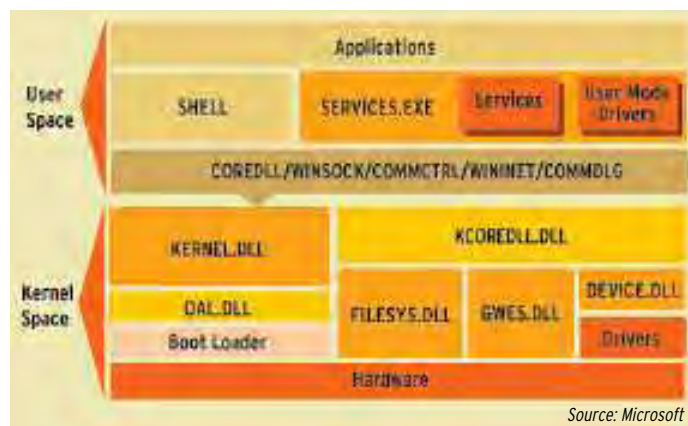 Applications
User Space
SHELL
SERVICES.EXE
Services
User Mode Drivers
COREDLL/WINSOCK/COMMCTRL/WININET/COMMDLG
Kernel Space
KERNEL.DLL
KCOREDLL.DLL
OAL.DLL
FILESYS.DLL
GWES.DLL
DEVICE.DLL
Boot Loader
Drivers
Hardware
Source: Microsoft